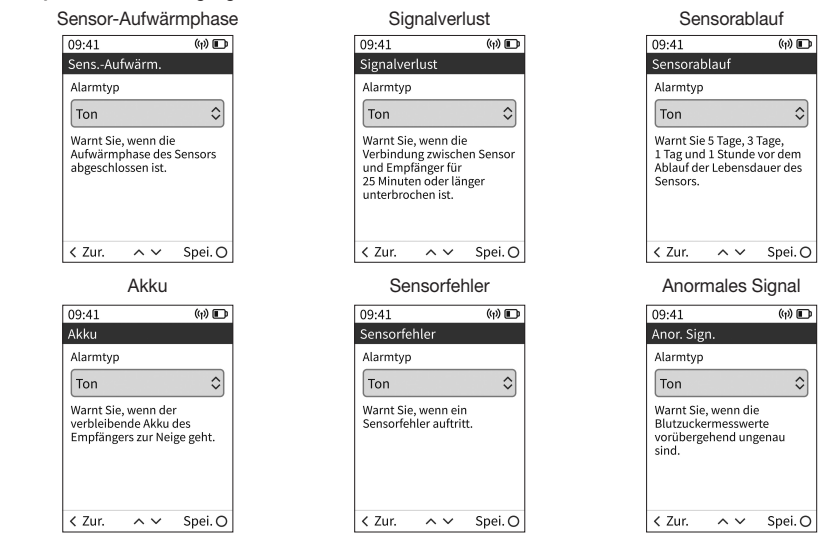 Sensor-Aufwärmphase
09:41
Sens.-Aufwärm.
Alarmtyp
Ton
Warnt Sie, wenn die
Aufwärmphase des Sensors
abgeschlossen ist.
Zur.
Spei.
Signalverlust
09:41
Signalverlust
Alarmtyp
Ton
Warnt Sie, wenn die
Verbindung zwischen Sensor
und Empfänger für
25 Minuten oder länger
unterbrochen ist.
Zur.
Spei.
Sensorablauf
09:41
Sensorablauf
Alarmtyp
Ton
Warnt Sie 5 Tage, 3 Tage,
1 Tag und 1 Stunde vor dem
Ablauf der Lebensdauer des
Sensors.
Zur.
Spei.
Akku
09:41
Akku
Alarmtyp
Ton
Warnt Sie, wenn der
verbleibende Akku des
Empfängers zur Neige geht.
Zur.
Spei.
Sensorfehler
09:41
Sensorfehler
Alarmtyp
Ton
Warnt Sie, wenn ein
Sensorfehler auftritt.
Zur.
Spei.
Anormales Signal
09:41
Anor. Sign.
Alarmtyp
Ton
Warnt Sie, wenn die
Blutzuckermesswerte
vorübergehend ungenau
sind.
Zur.
Spei.